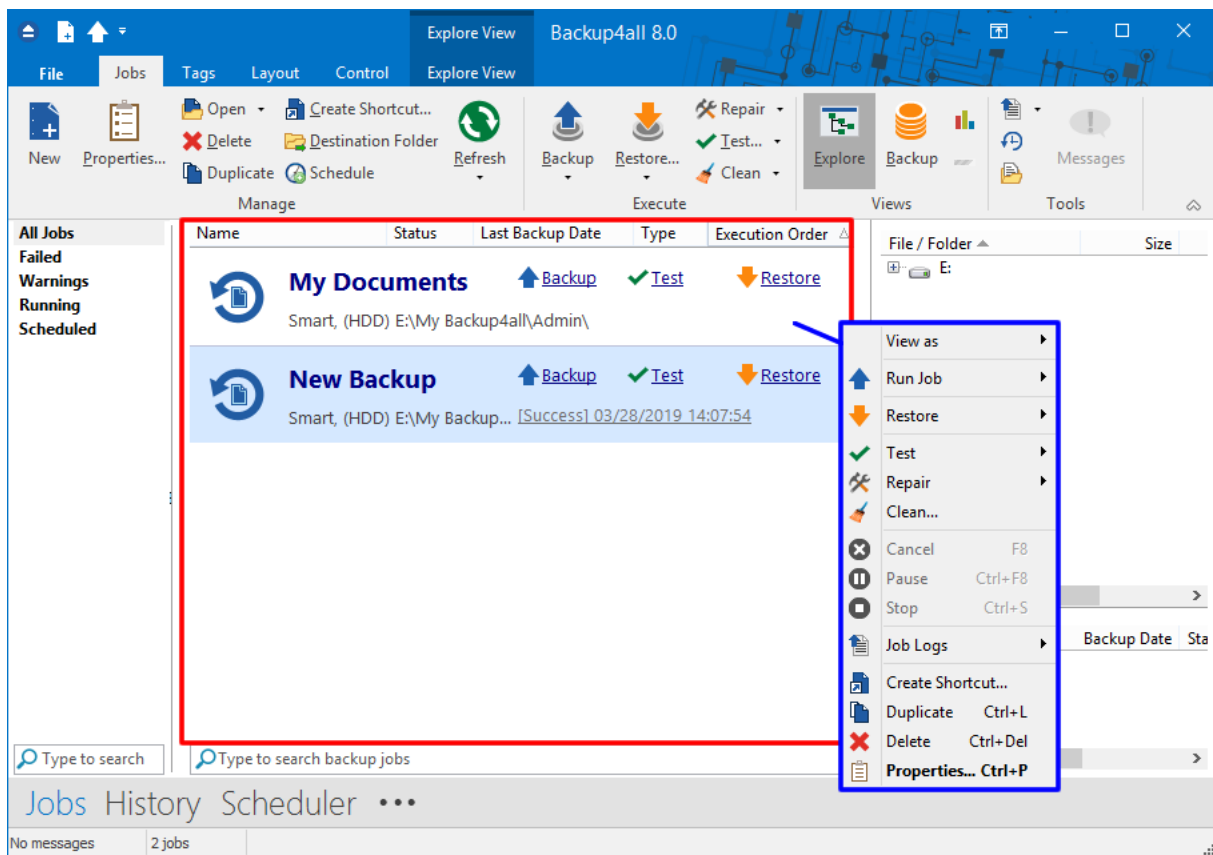 Explore View Backup4all 8.0
File Jobs Tags Layout Control Explore View
New
Properties...
Open
Delete
Duplicate
Create Shortcut...
Destination Folder
Schedule
Refresh
Manage
Backup
Restore...
Repair
Test...
Clean
Execute
Explore
Backup
Views
Messages
Tools
All Jobs
Failed
Warnings
Running
Scheduled
Type to search
Name Status Last Backup Date Type Execution Order
My Documents Backup Test Restore
Smart, (HDD) E:\My Backup4all\Admin\
New Backup Backup Test Restore
Smart, (HDD) E:\My Backup... [Success] 03/28/2019 14:07:54
Type to search backup jobs
File / Folder Size
E:
View as
Run Job
Restore
Test
Repair
Clean...
Cancel F8
Pause Ctrl+F8
Stop Ctrl+S
Job Logs
Create Shortcut...
Duplicate Ctrl+L
Delete Ctrl+Del
Properties... Ctrl+P
Backup Date Sta
Jobs History Scheduler •••
No messages 2 jobs